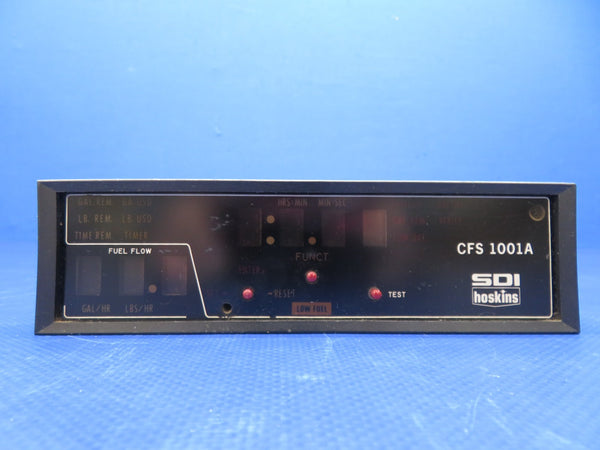 GAL. REM. GA. USD HRS:MIN MIN:SEC
LB. REM. LB. USD
TIME REM. TIMER
FUEL FLOW
FUNCT
CFS 1001A
ENTER
RESET
TEST
SDI
hoskins
GAL/HR LBS/HR
LOW FUEL